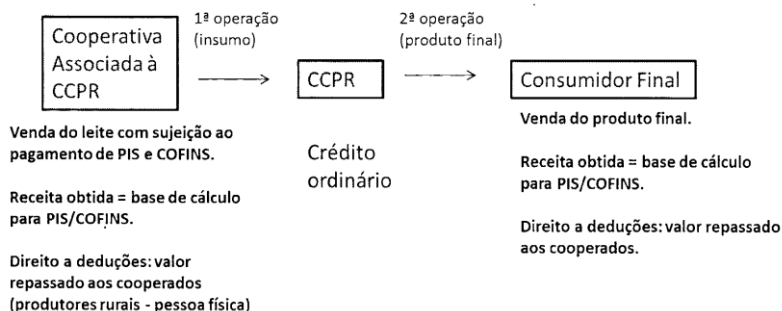 1ª operação
(insumo)
2ª operação
(produto final)
Cooperativa
Associada à
CCPR
CCPR
Consumidor Final
Venda do leite com sujeição ao
pagamento de PIS e COFINS.
Receita obtida = base de cálculo
para PIS/COFINS.
Direito a deduções: valor
repassado aos cooperados
(produtores rurais - pessoa física)
Crédito
ordinário
Venda do produto final.
Receita obtida = base de cálculo
para PIS/COFINS.
Direito a deduções: valor repassado
aos cooperados.